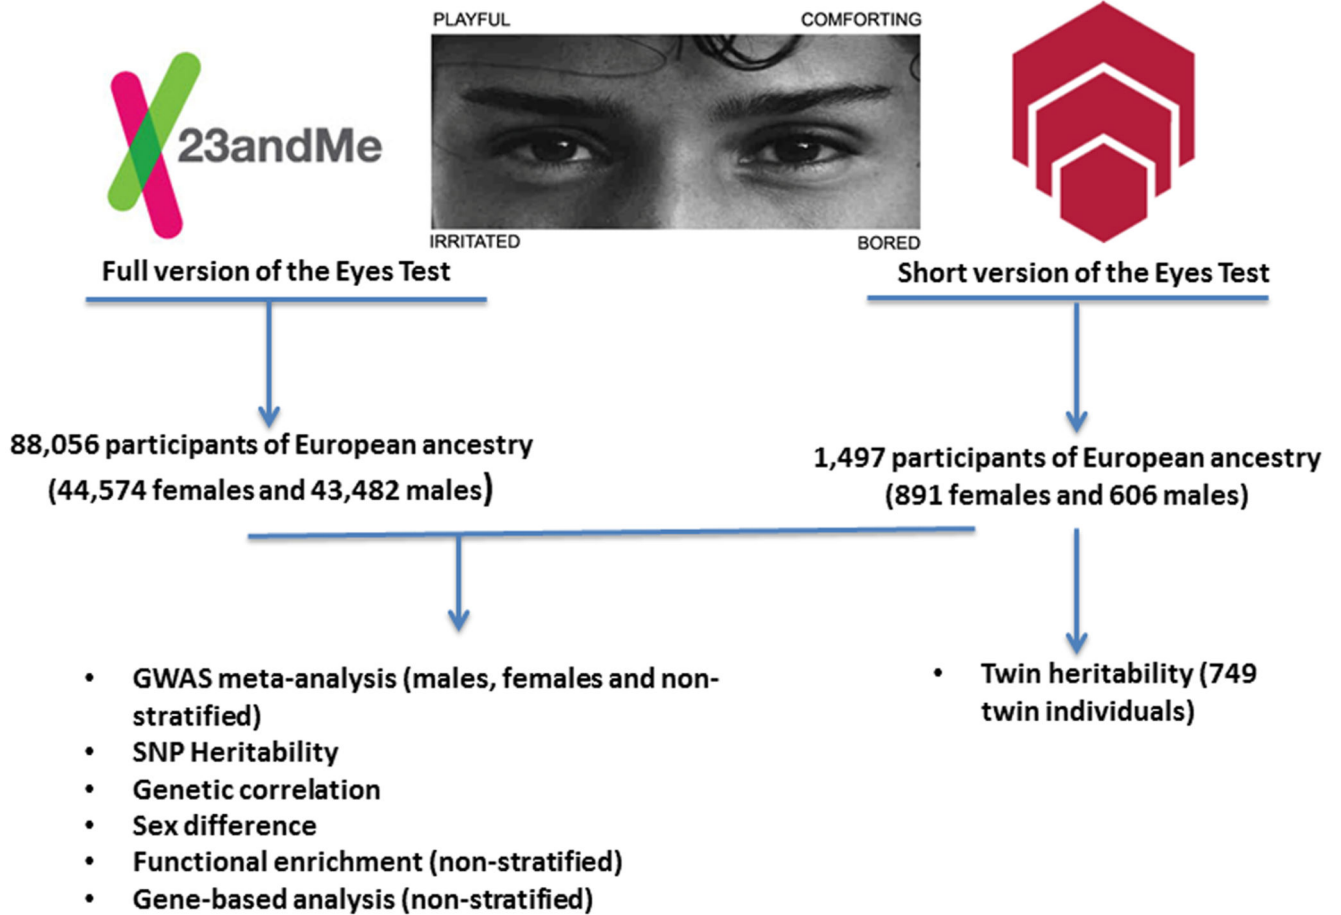 PLAYFUL
COMFORTING
23andMe
IRRITATED
BORED
Full version of the Eyes Test
Short version of the Eyes Test
88,056 participants of European ancestry
(44,574 females and 43,482 males)
1,497 participants of European ancestry
(891 females and 606 males)
• GWAS meta-analysis (males, females and non-
stratified)
• SNP Heritability
• Genetic correlation
• Sex difference
• Functional enrichment (non-stratified)
• Gene-based analysis (non-stratified)
• Twin heritability (749
twin individuals)